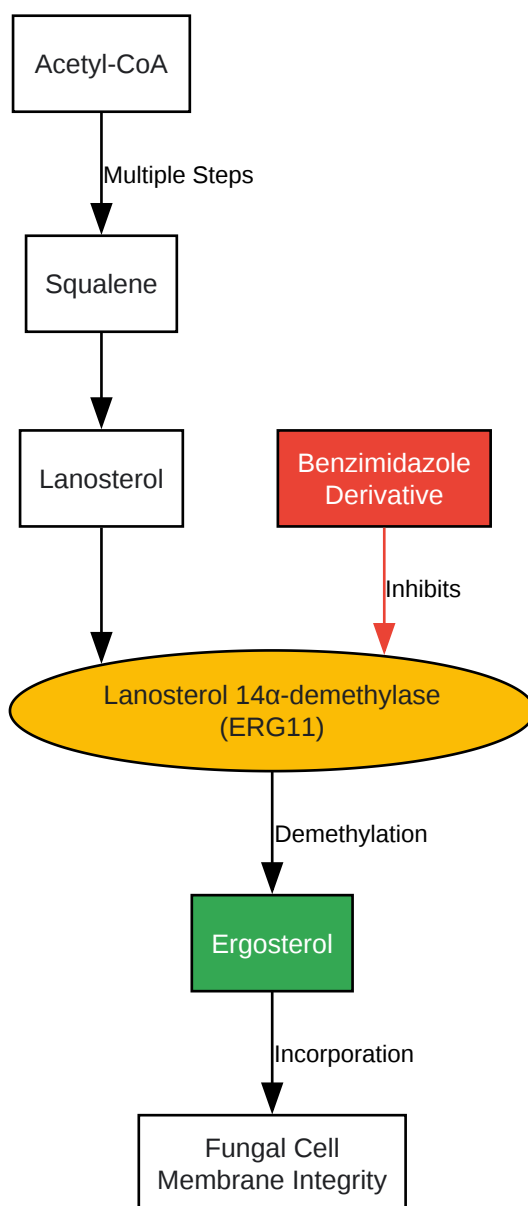 Acetyl-CoA
Multiple Steps
Squalene
Lanosterol
Benzimidazole
Derivative
Inhibits
Lanosterol 14α-demethylase
(ERG11)
Demethylation
Ergosterol
Incorporation
Fungal Cell
Membrane Integrity